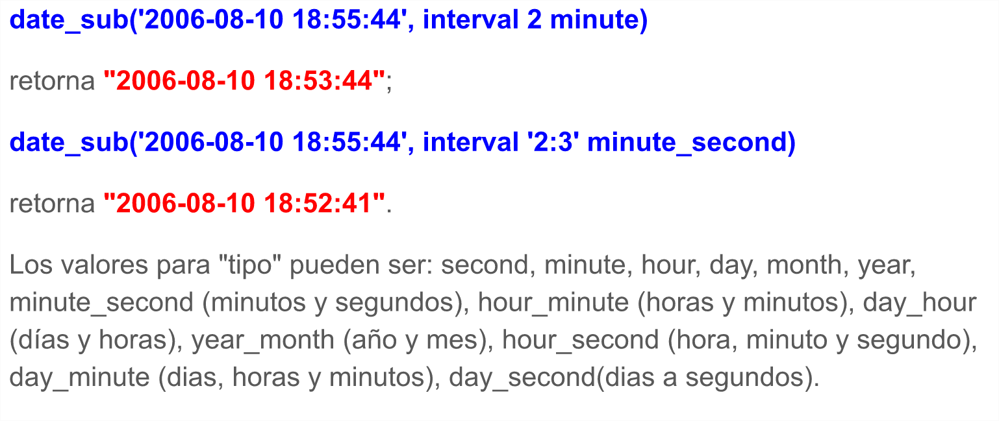 date_sub('2006-08-10 18:55:44', interval 2 minute)
retorna "2006-08-10 18:53:44";
date_sub('2006-08-10 18:55:44', interval '2:3' minute_second)
retorna "2006-08-10 18:52:41".
Los valores para "tipo" pueden ser: second, minute, hour, day, month, year,
minute_second (minutos y segundos), hour_minute (horas y minutos), day_hour
(días y horas), year_month (año y mes), hour_second (hora, minuto y segundo),
day_minute (dias, horas y minutos), day_second(dias a segundos).